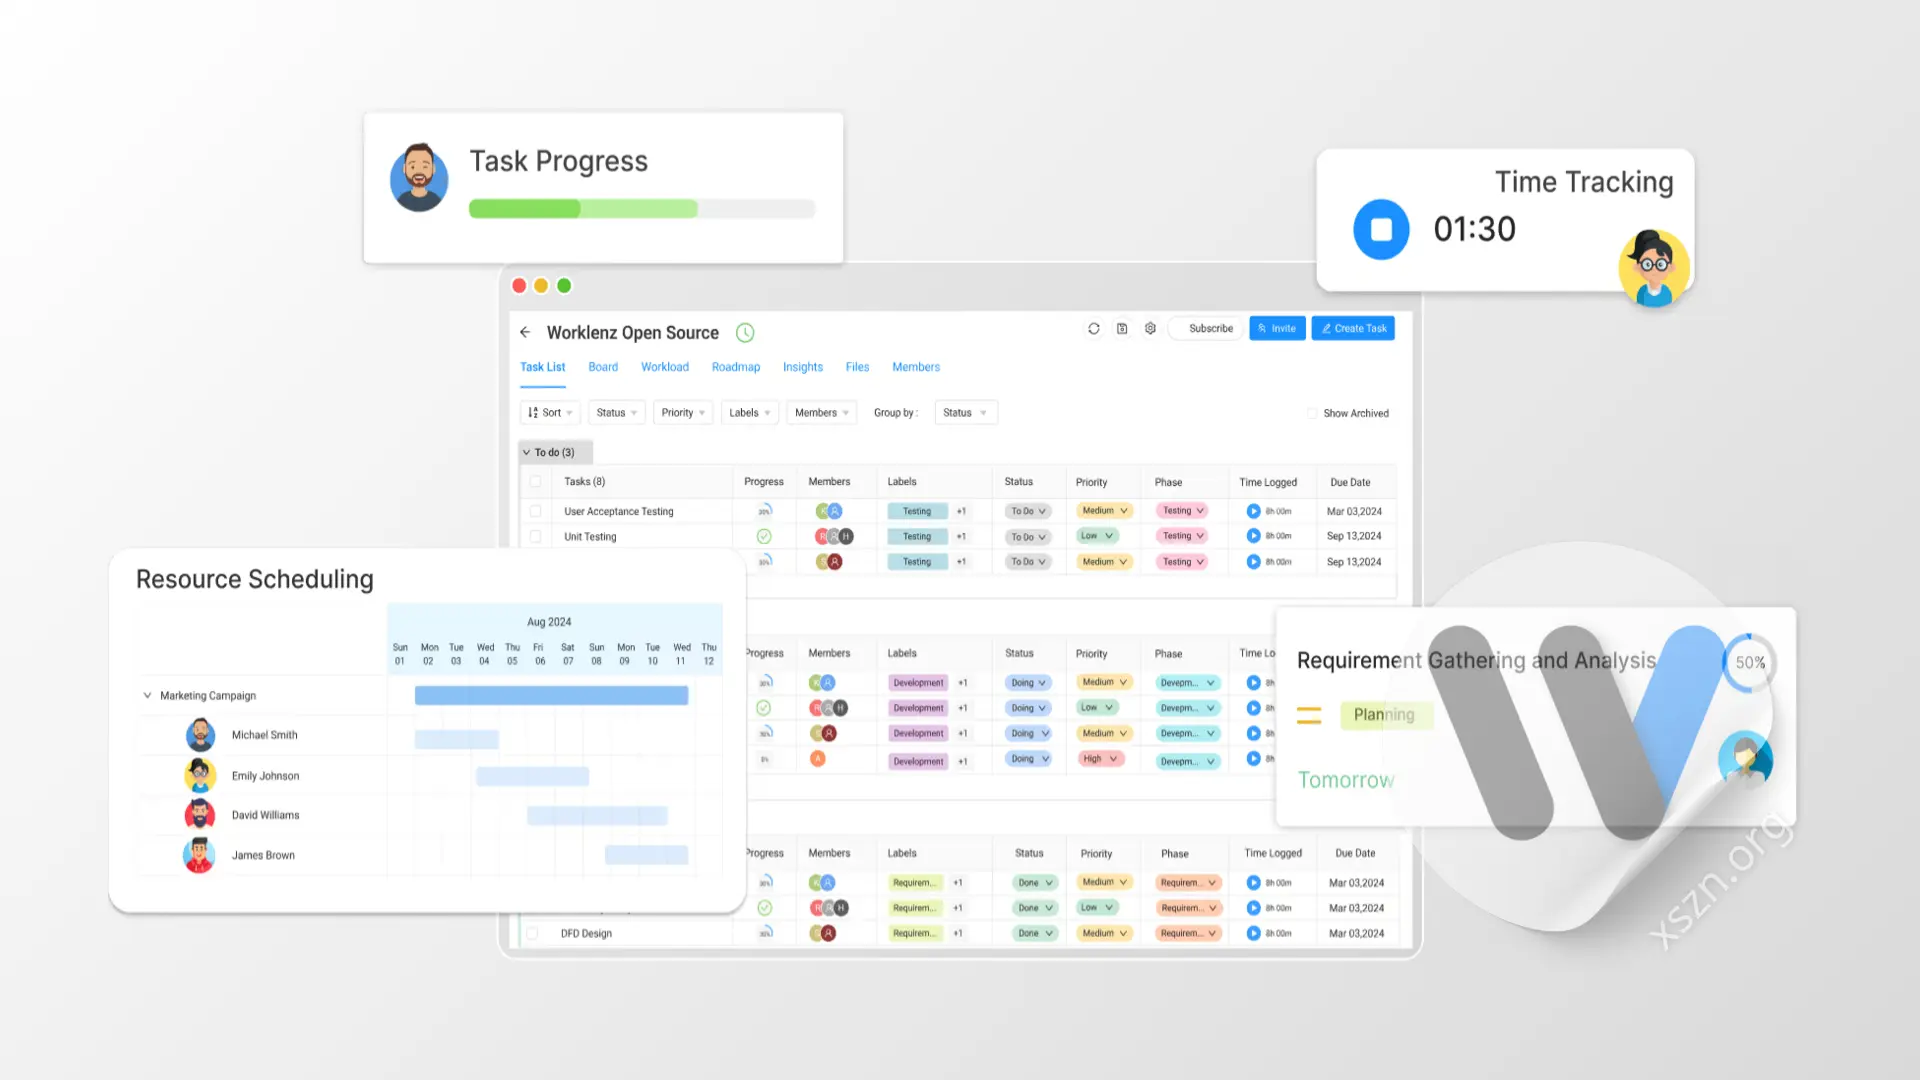 Task Progress
Time Tracking
01:30
Worklenz Open Source
Subscribe
Invite
Create Task
Task List Board Workload Roadmap Insights Files Members
Sort Status Priority Labels Members Group by : Status
Show Archived
To do (3)
Tasks (8) Progress Members Labels Status Priority Phase Time Logged Due Date
User Acceptance Testing Testing +1 To Do Medium Testing 8h 00m Mar 03,2024
Unit Testing R H Testing +1 To Do Low Testing 8h 00m Sep 13,2024
Testing +1 To Do Medium Testing 8h 00m Sep 13,2024
Resource Scheduling
Aug 2024
Sun Mon Tue Wed Thu Fri Sat Sun Mon Tue Wed Thu
01 02 03 04 05 06 07 08 09 10 11 12
Marketing Campaign
Michael Smith
Emily Johnson
David Williams
James Brown
Progress Members Labels Status Priority Phase Time Lo
Development +1 Doing Medium Devepm... 8h
Development +1 Doing Low Devepm... 8h
Development +1 Doing Medium Devepm... 8h
A Development +1 Doing High Devepm... 8h
Requirement Gathering and Analysis
50%
Planning
Tomorrow
Progress Members Labels Status Priority Phase Time Logged Due Date
Requirem... +1 Done Medium Requirem... 8h 00m Mar 03,2024
R H Requirem... +1 Done Low Requirem... 8h 00m Mar 03,2024
DFD Design Requirem... +1 Done Medium Requirem... 8h 00m Mar 03,2024
xszn.org